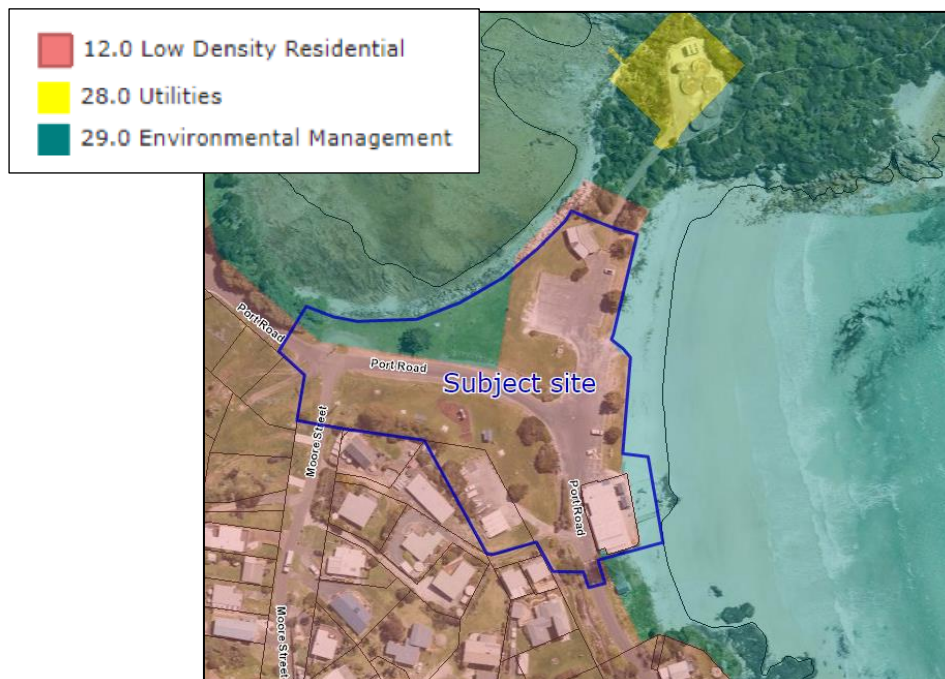 12.0 Low Density Residential
28.0 Utilities
29.0 Environmental Management
Port Road
Port Road
Subject site
Moore Street
Port Road
Moore Street